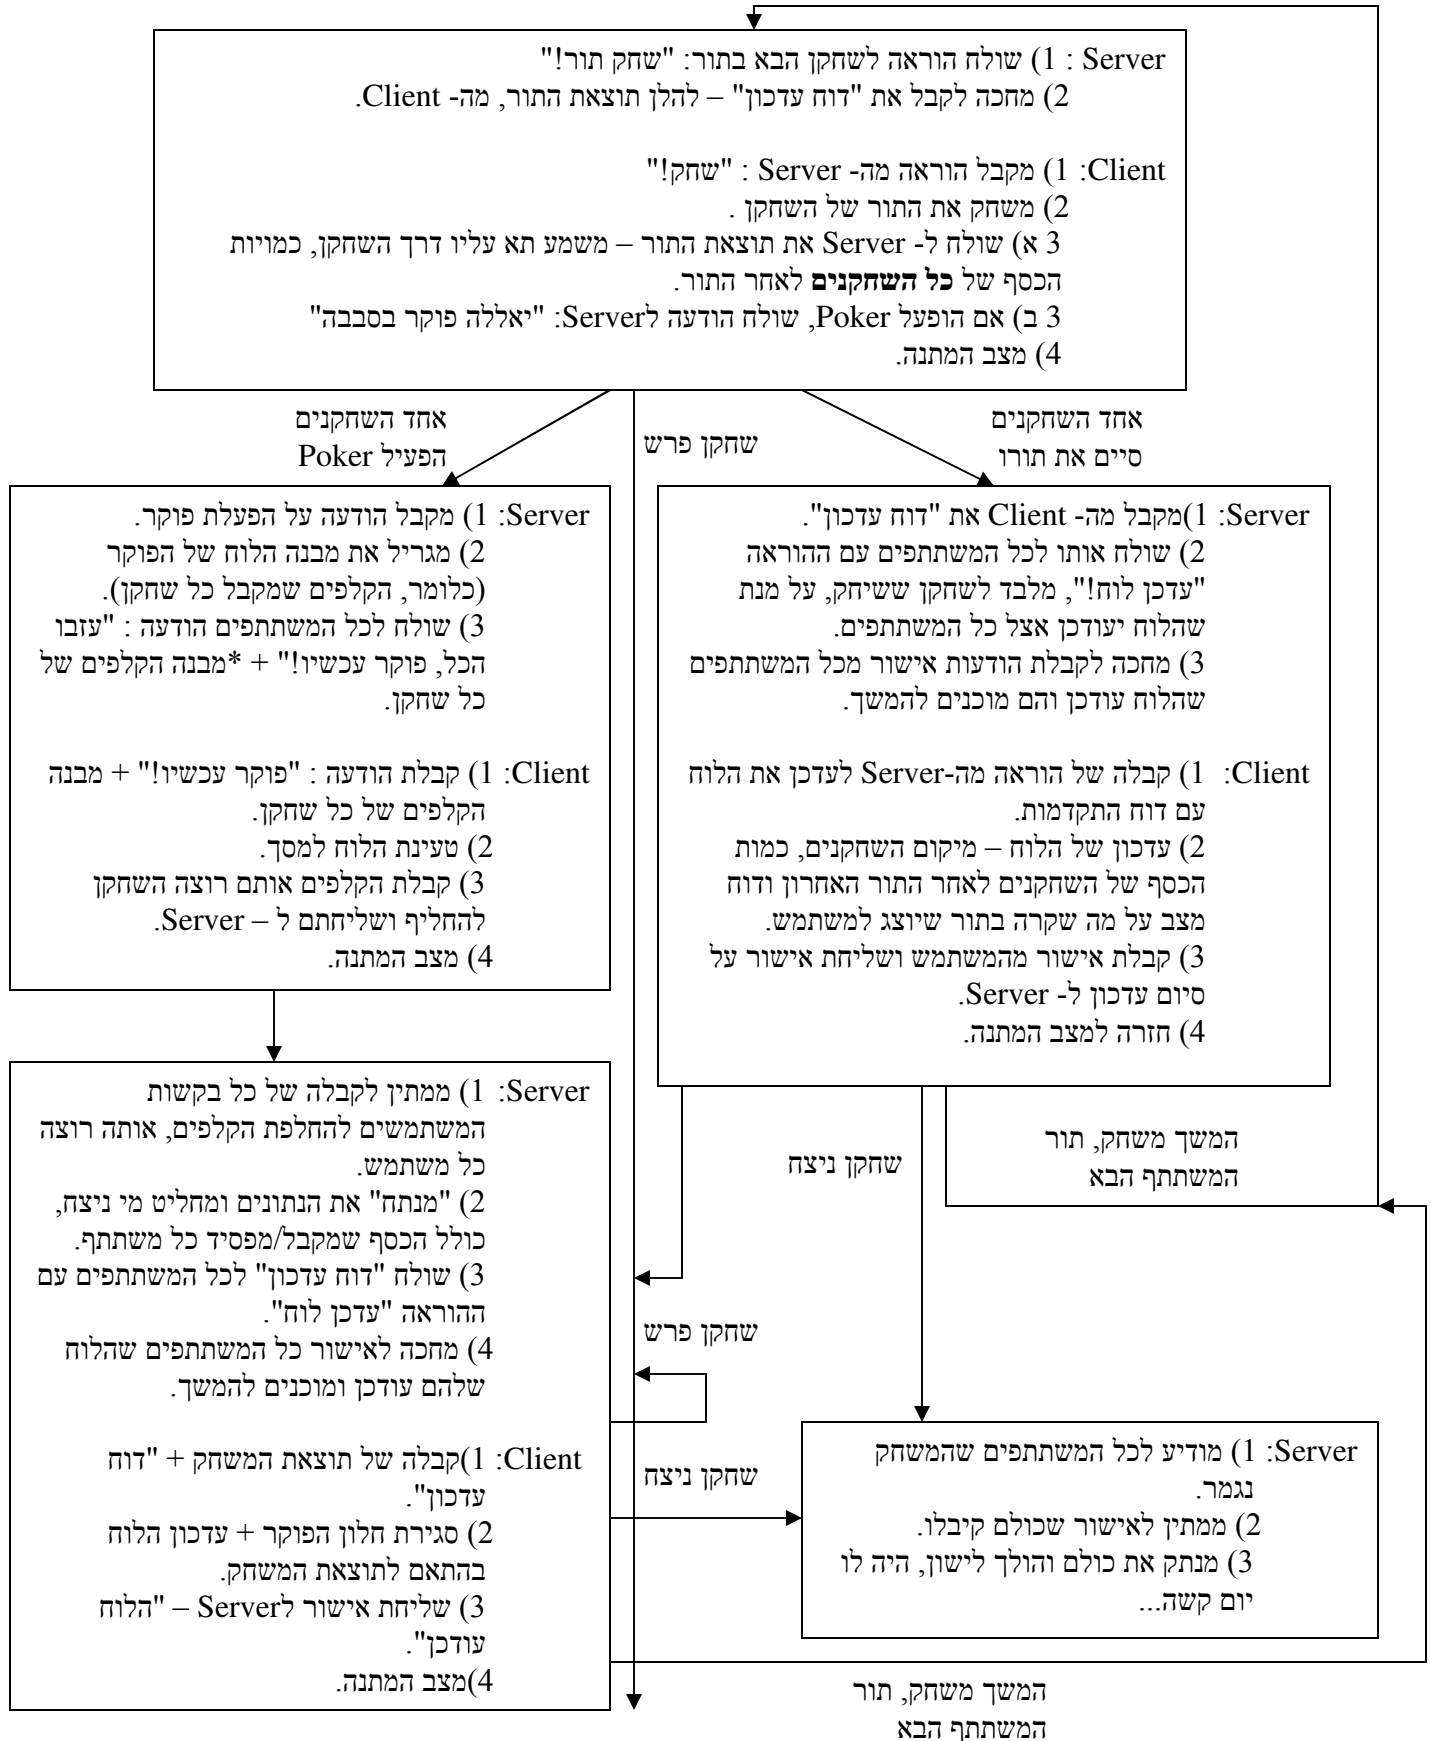 Server : 1) שולח הוראה לשחקן הבא בתור: "שחק תור!"
2) מחכה לקבל את "דוח עדכון" – להלן תוצאת התור, מה- Client.
Client: 1) מקבל הוראה מה- Server : "שחק!"
2) משחק את התור של השחקן .
3 א) שולח ל- Server את תוצאת התור – משמע תא עליו דרך השחקן, כמויות
הכסף של כל השחקנים לאחר התור.
3 ב) אם הופעל Poker, שולח הודעה לServer: "יאללה פוקר בסבבה"
4) מצב המתנה.
אחד השחקנים
סיים את תורו
שחקן פרש
אחד השחקנים
הפעיל Poker
Server: 1)מקבל מה- Client את "דוח עדכון".
2) שולח אותו לכל המשתתפים עם ההוראה
"עדכן לוח!", מלבד לשחקן ששיחק, על מנת
שהלוח יעודכן אצל כל המשתתפים.
3) מחכה לקבלת הודעות אישור מכל המשתתפים
שהלוח עודכן והם מוכנים להמשך.
Client: 1) קבלה של הוראה מה-Server לעדכן את הלוח
עם דוח התקדמות.
2) עדכון של הלוח – מיקום השחקנים, כמות
הכסף של השחקנים לאחר התור האחרון ודוח
מצב על מה שקרה בתור שיוצג למשתמש.
3) קבלת אישור מהמשתמש ושליחת אישור על
סיום עדכון ל- Server.
4) חזרה למצב המתנה.
Server: 1) מקבל הודעה על הפעלת פוקר.
2) מגריל את מבנה הלוח של הפוקר
(כלומר, הקלפים שמקבל כל שחקן).
3) שולח לכל המשתתפים הודעה : "עזבו
הכל, פוקר עכשיו!" + *מבנה הקלפים של
כל שחקן.
Client: 1) קבלת הודעה : "פוקר עכשיו!" + מבנה
הקלפים של כל שחקן.
2) טעינת הלוח למסך.
3) קבלת הקלפים אותם רוצה השחקן
להחליף ושליחתם ל – Server.
4) מצב המתנה.
המשך משחק, תור
המשתתף הבא
שחקן ניצח
שחקן פרש
Server: 1) ממתין לקבלה של כל בקשות
המשתמשים להחלפת הקלפים, אותה רוצה
כל משתמש.
2) "מנתח" את הנתונים ומחליט מי ניצח,
כולל הכסף שמקבל/מפסיד כל משתתף.
3) שולח "דוח עדכון" לכל המשתתפים עם
ההוראה "עדכן לוח".
4) מחכה לאישור כל המשתתפים שהלוח
שלהם עודכן ומוכנים להמשך.
Client: 1)קבלה של תוצאת המשחק + "דוח
עדכון".
2) סגירת חלון הפוקר + עדכון הלוח
בהתאם לתוצאת המשחק.
3) שליחת אישור לServer – "הלוח
עודכן".
4)מצב המתנה.
שחקן ניצח
Server: 1) מודיע לכל המשתתפים שהמשחק
נגמר.
2) ממתין לאישור שכולם קיבלו.
3) מנתק את כולם והולך לישון, היה לו
יום קשה...
המשך משחק, תור
המשתתף הבא